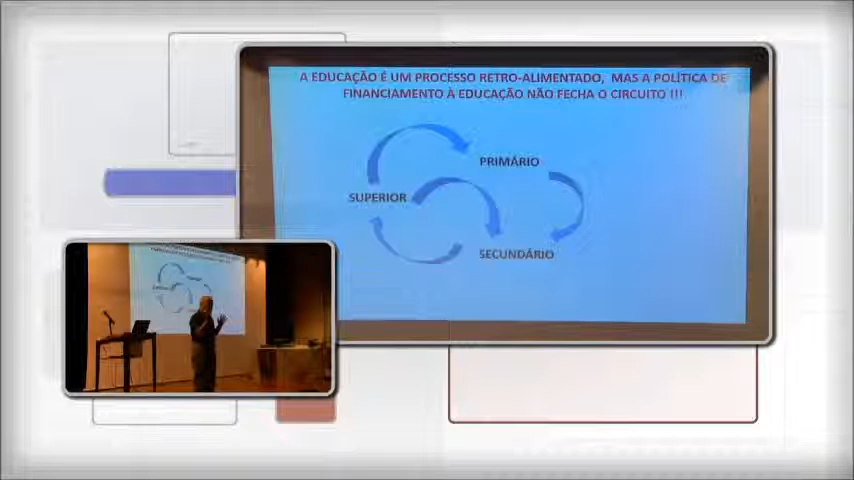 A EDUCAÇÃO É UM PROCESSO RETRO-ALIMENTADO, MAS A POLÍTICA DE
FINANCIAMENTO À EDUCAÇÃO NÃO FECHA O CIRCUITO !!!
PRIMÁRIO
SUPERIOR
SECUNDÁRIO